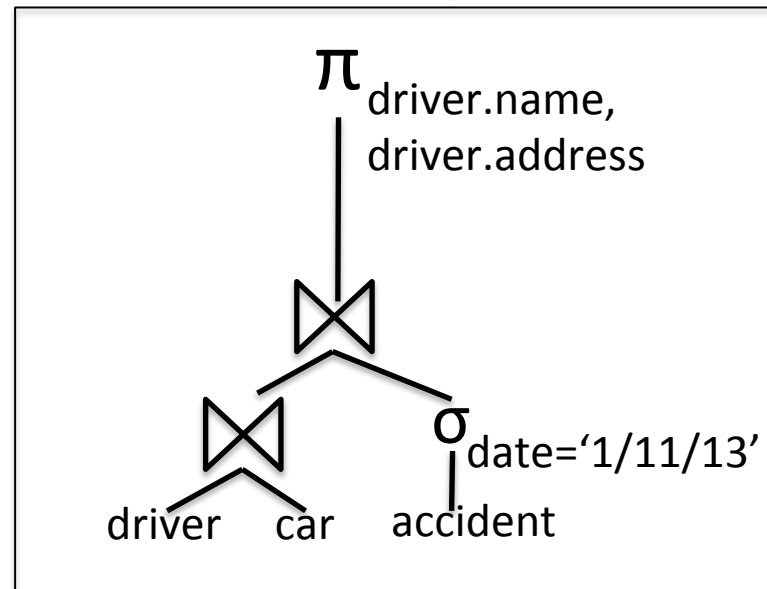 π driver.name,
driver.address
⋈
⋈
σ date=‘1/11/13’
driver car accident